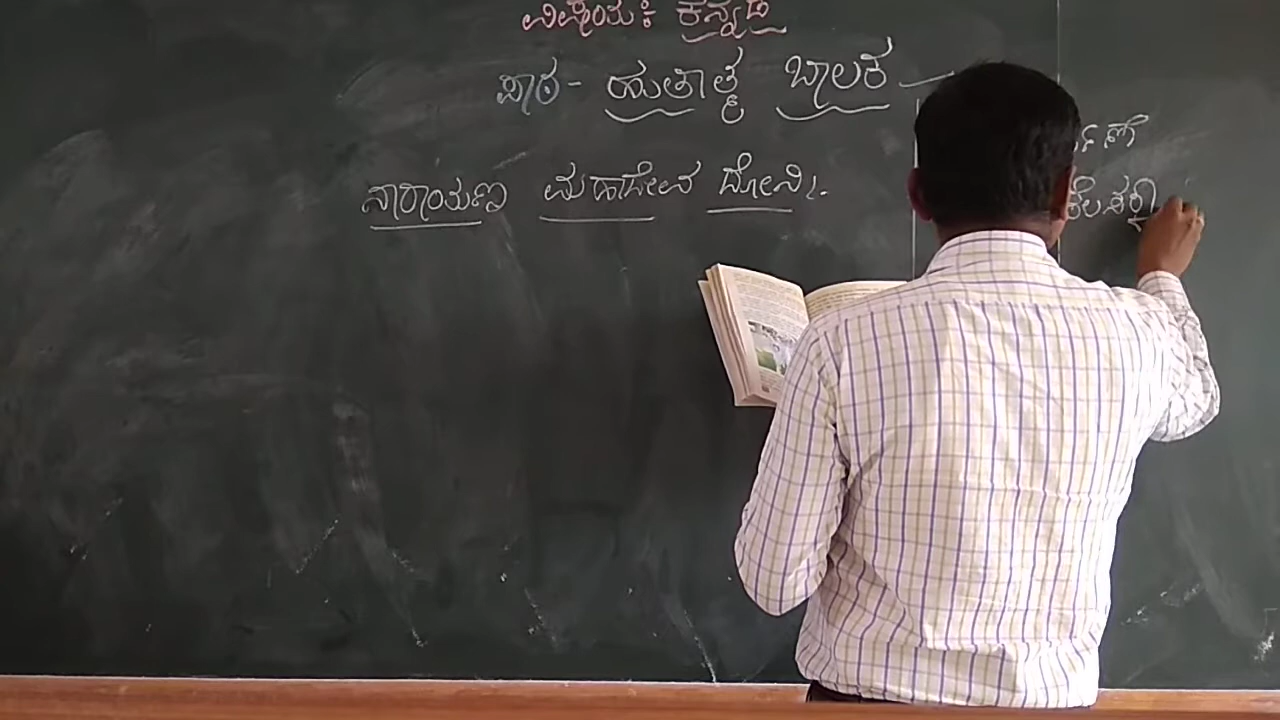 ವಿಷಯ: ಕನ್ನಡ
ಪಾಠ - ಹುತಾತ್ಮ ಬಾಲಕ
ನಾರಾಯಣ ಮಹಾದೇವ ದೋನಿ.